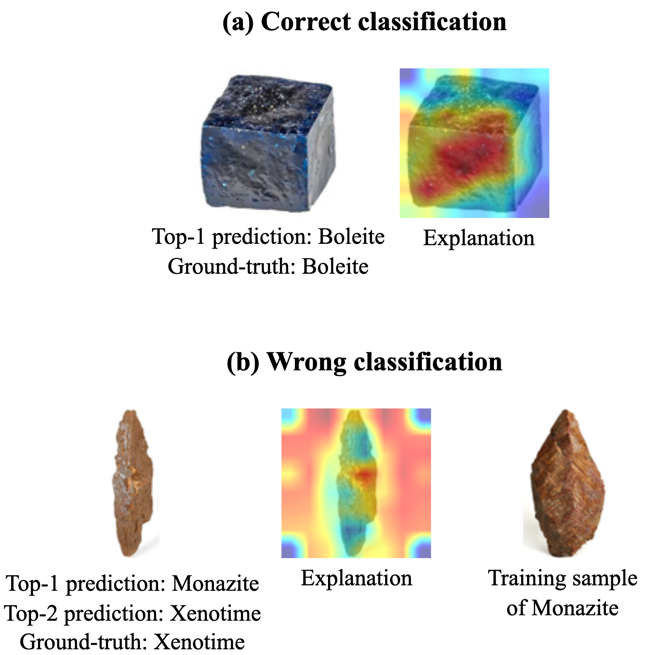 (a) Correct classification
Top-1 prediction: Boleite
Ground-truth: Boleite
Explanation
(b) Wrong classification
Top-1 prediction: Monazite
Top-2 prediction: Xenotime
Ground-truth: Xenotime
Explanation
Training sample
of Monazite